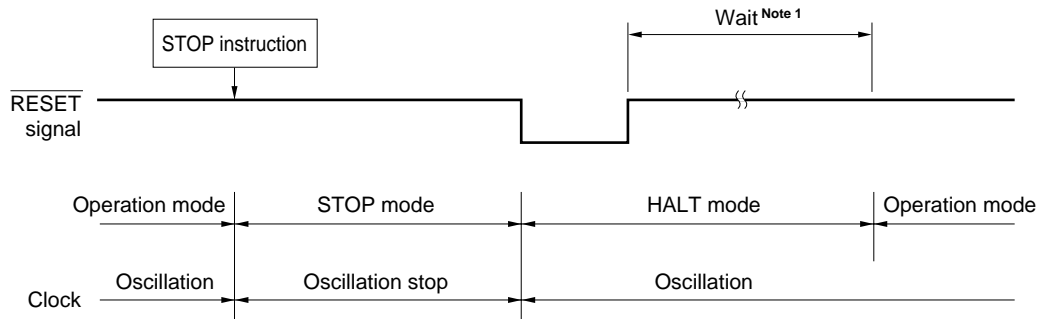 Wait Note 1
STOP instruction
RESET
signal
Operation mode STOP mode HALT mode Operation mode
Clock Oscillation Oscillation stop Oscillation